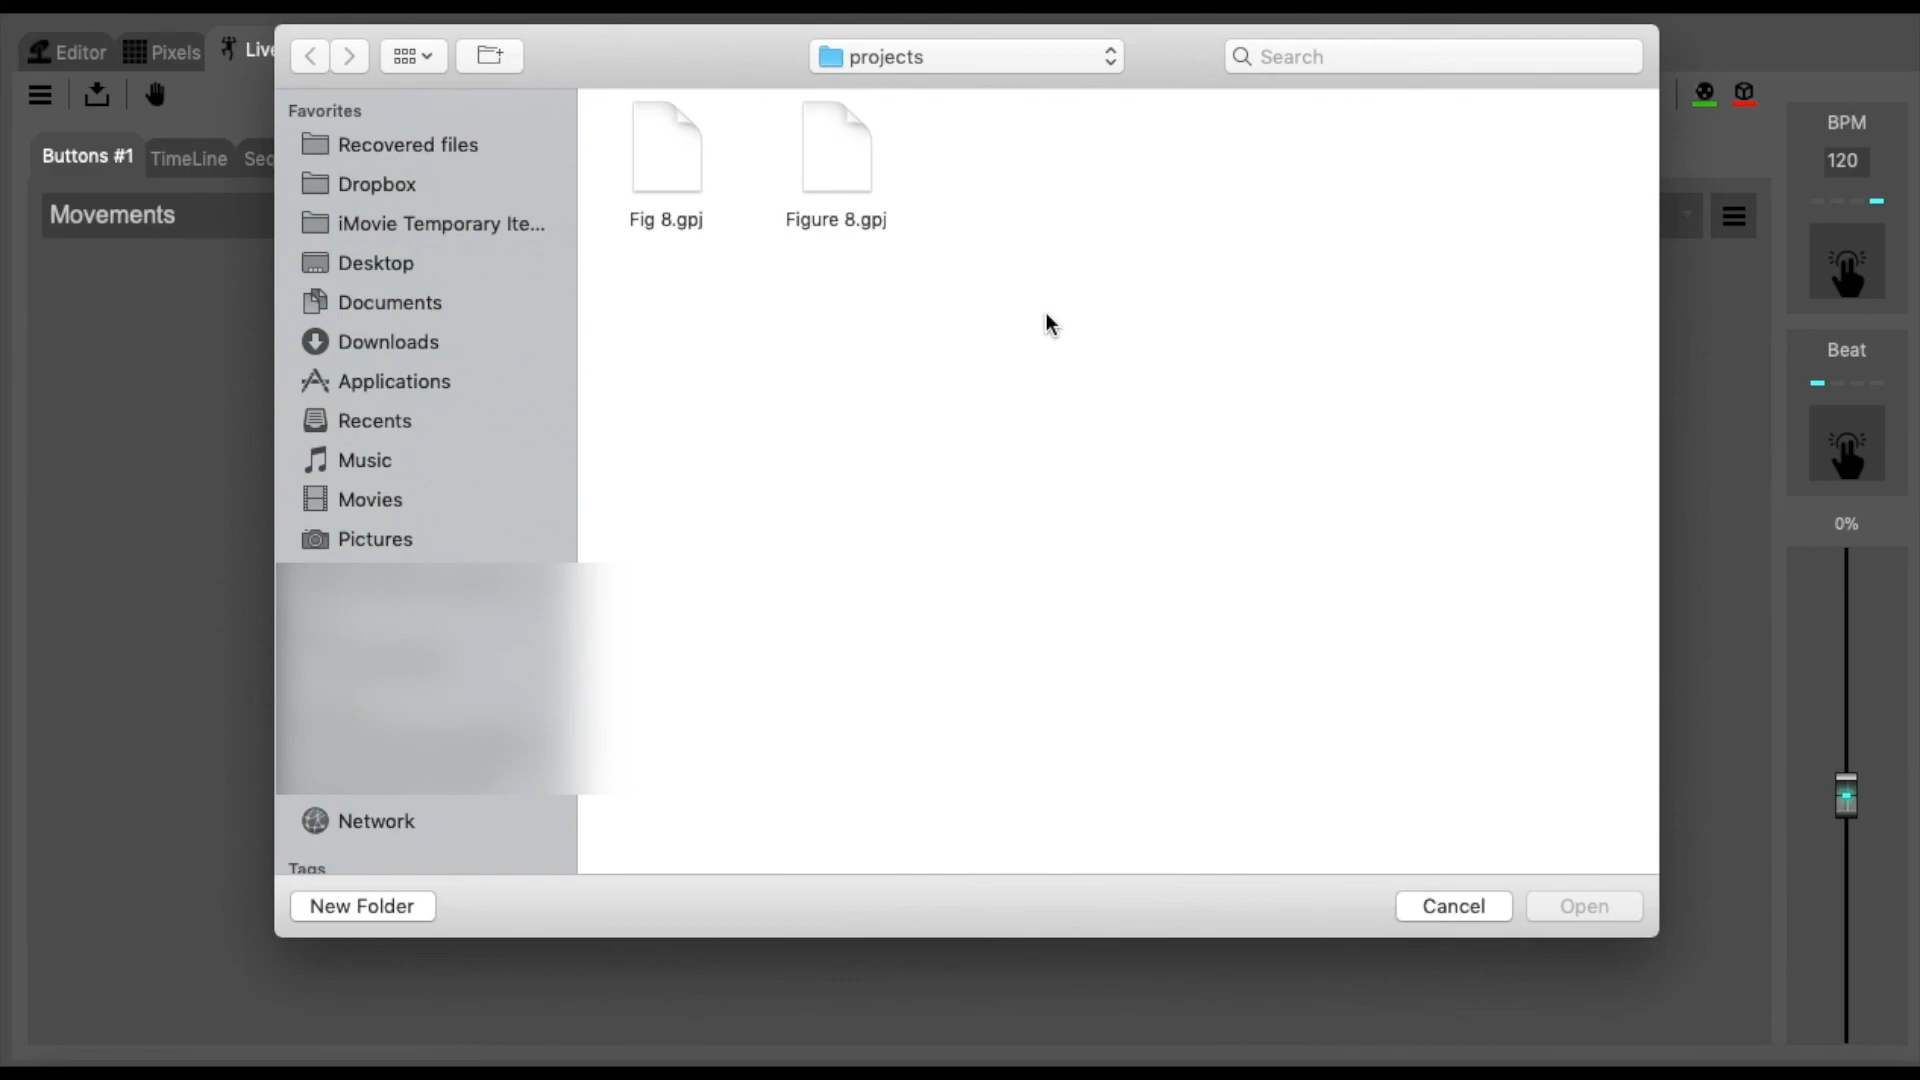 Editor Pixels Live
projects
Search
Favorites
Recovered files
Dropbox
iMovie Temporary Ite...
Desktop
Documents
Downloads
Applications
Recents
Music
Movies
Pictures
Network
Tags
Fig 8.gpj
Figure 8.gpj
New Folder
Cancel
Open
Buttons #1 TimeLine Seq
Movements
BPM
120
Beat
0%